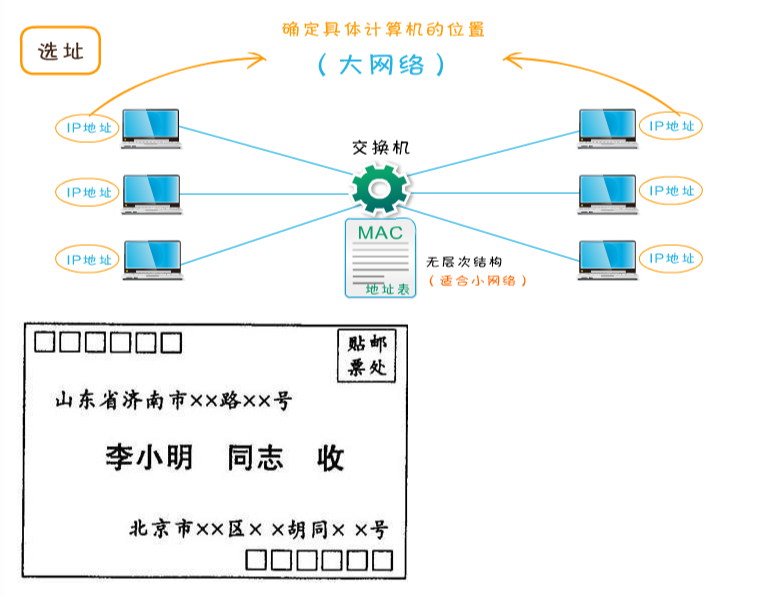 选址
确定具体计算机的位置
（大网络）
IP地址
IP地址
交换机
IP地址
IP地址
MAC
地址表
无层次结构
（适合小网络）
IP地址
IP地址
贴邮
票处
山东省济南市××路××号
李小明 同志 收
北京市××区××胡同××号